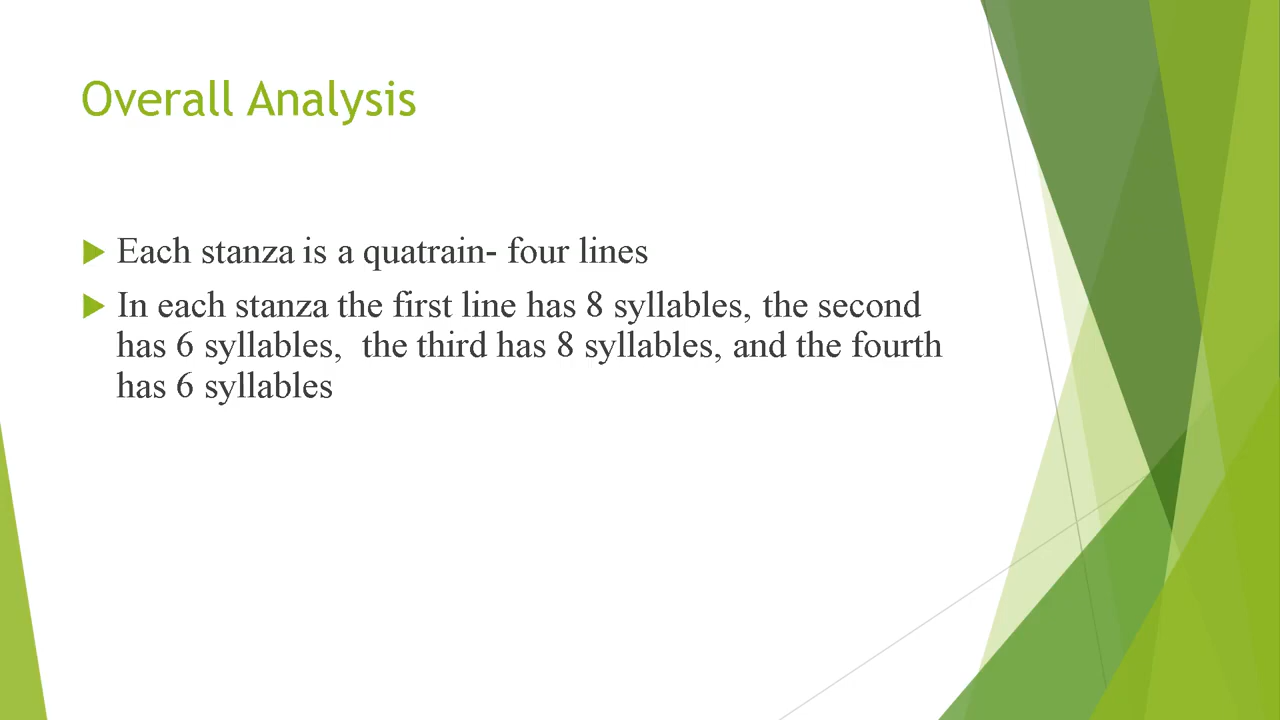 Overall Analysis
Each stanza is a quatrain- four lines
In each stanza the first line has 8 syllables, the second
has 6 syllables,  the third has 8 syllables, and the fourth
has 6 syllables